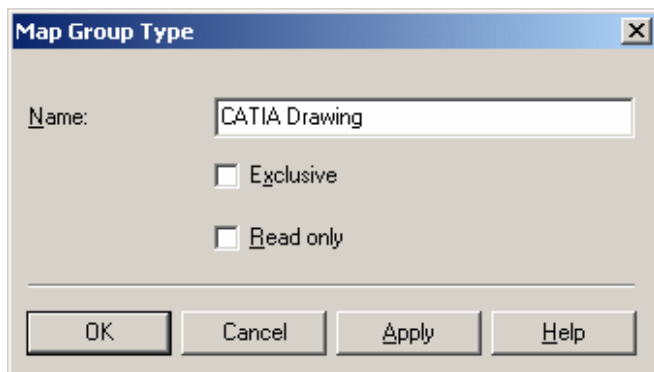 Map Group Type
Name: CATIA Drawing
Exclusive
Read only
OK Cancel Apply Help